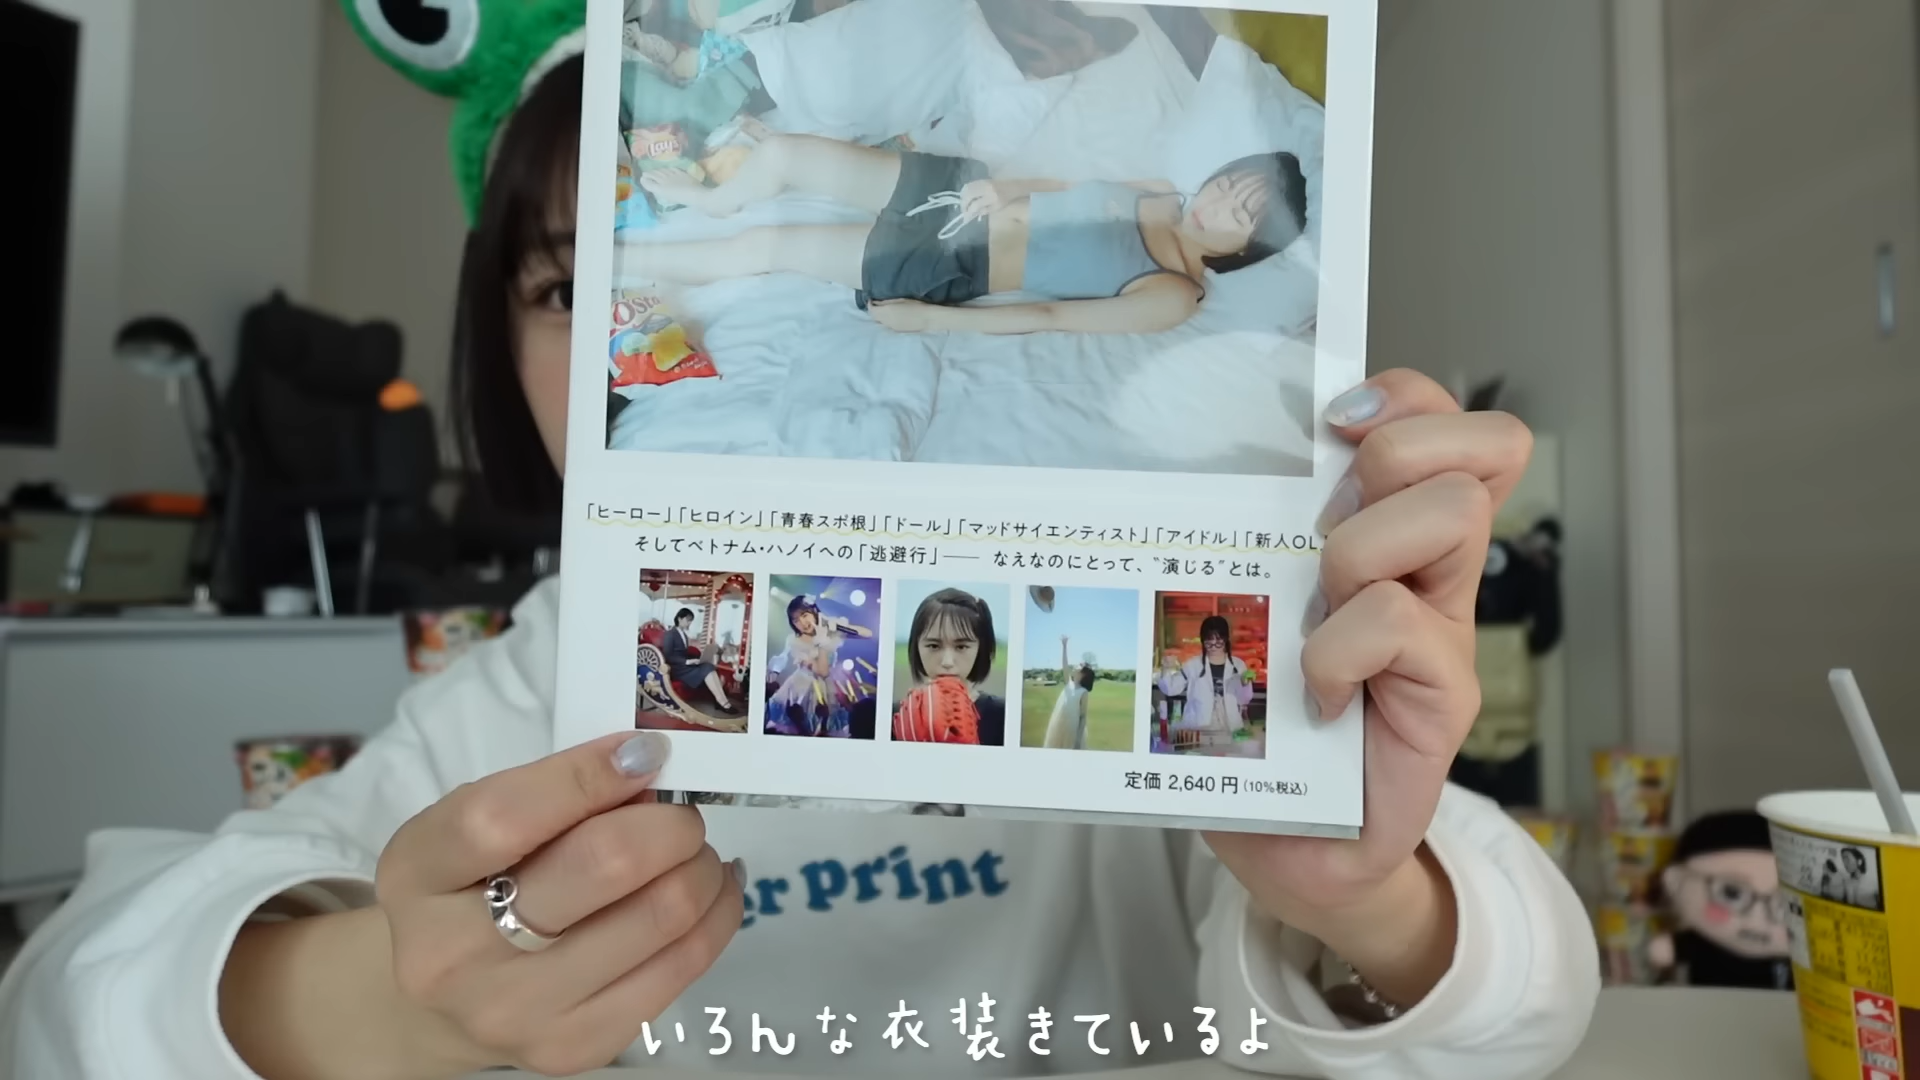 Lay's
OSta
「ヒーロー」「ヒロイン」「青春スポ根」「ドール」「マッドサイエンティスト」「アイドル」「新人OL」
そしてベトナム・ハノイへの「逃避行」── なえなのにとって、“演じる”とは。
定価 2,640 円 (10%税込)
er print
いろんな衣装きているよ